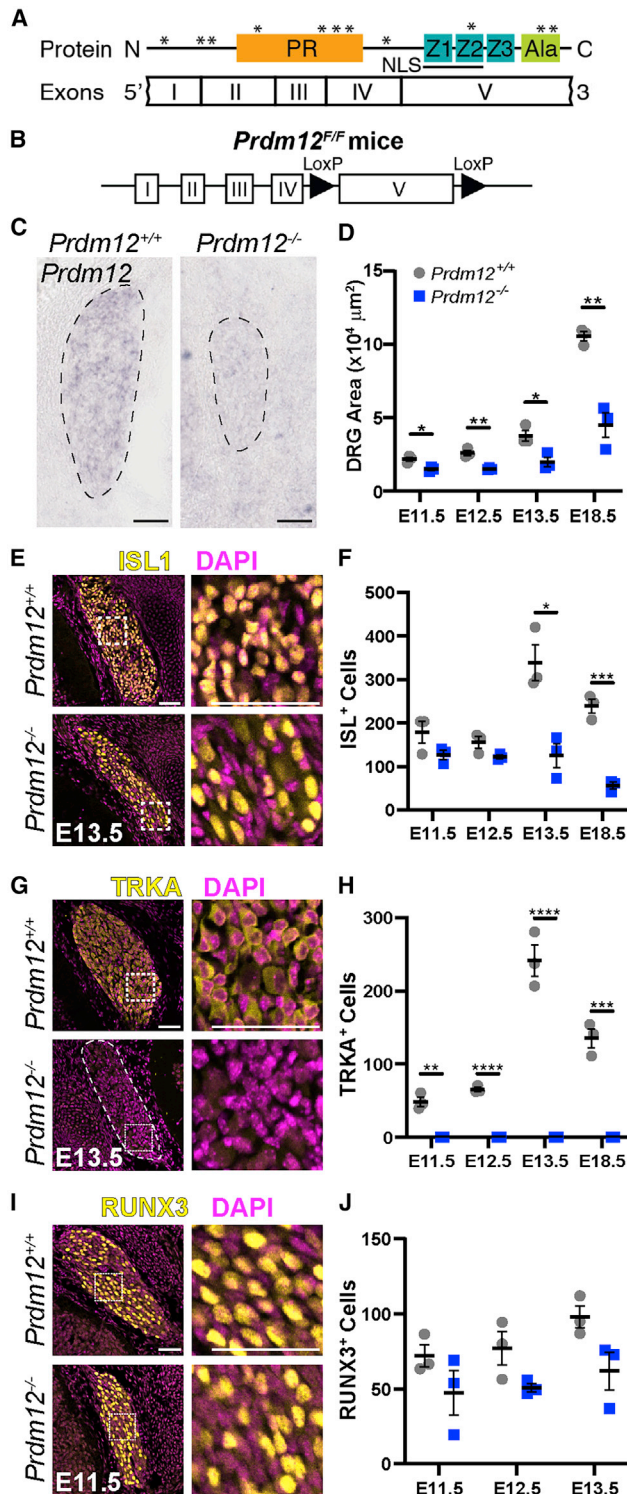 A
Protein N PR Z1 Z2 Z3 Ala C
* ** * *** * * **
NLS
Exons 5' I II III IV V 3
B
Prdm12F/F mice
LoxP LoxP
I II III IV V
C
Prdm12+/+ Prdm12-/-
Prdm12
D
DRG Area (x10⁴ μm²)
Prdm12+/+
Prdm12-/-
15
10
5
0
* ** * **
E11.5 E12.5 E13.5 E18.5
E
ISL1 DAPI
Prdm12+/+
Prdm12-/-
E13.5
F
ISL+ Cells
500
400
300
200
100
0
* ***
E11.5 E12.5 E13.5 E18.5
G
TRKA DAPI
Prdm12+/+
Prdm12-/-
E13.5
H
TRKA+ Cells
300
200
100
0
** **** **** ***
E11.5 E12.5 E13.5 E18.5
I
RUNX3 DAPI
Prdm12+/+
Prdm12-/-
E11.5
J
RUNX3+ Cells
150
100
50
0
E11.5 E12.5 E13.5